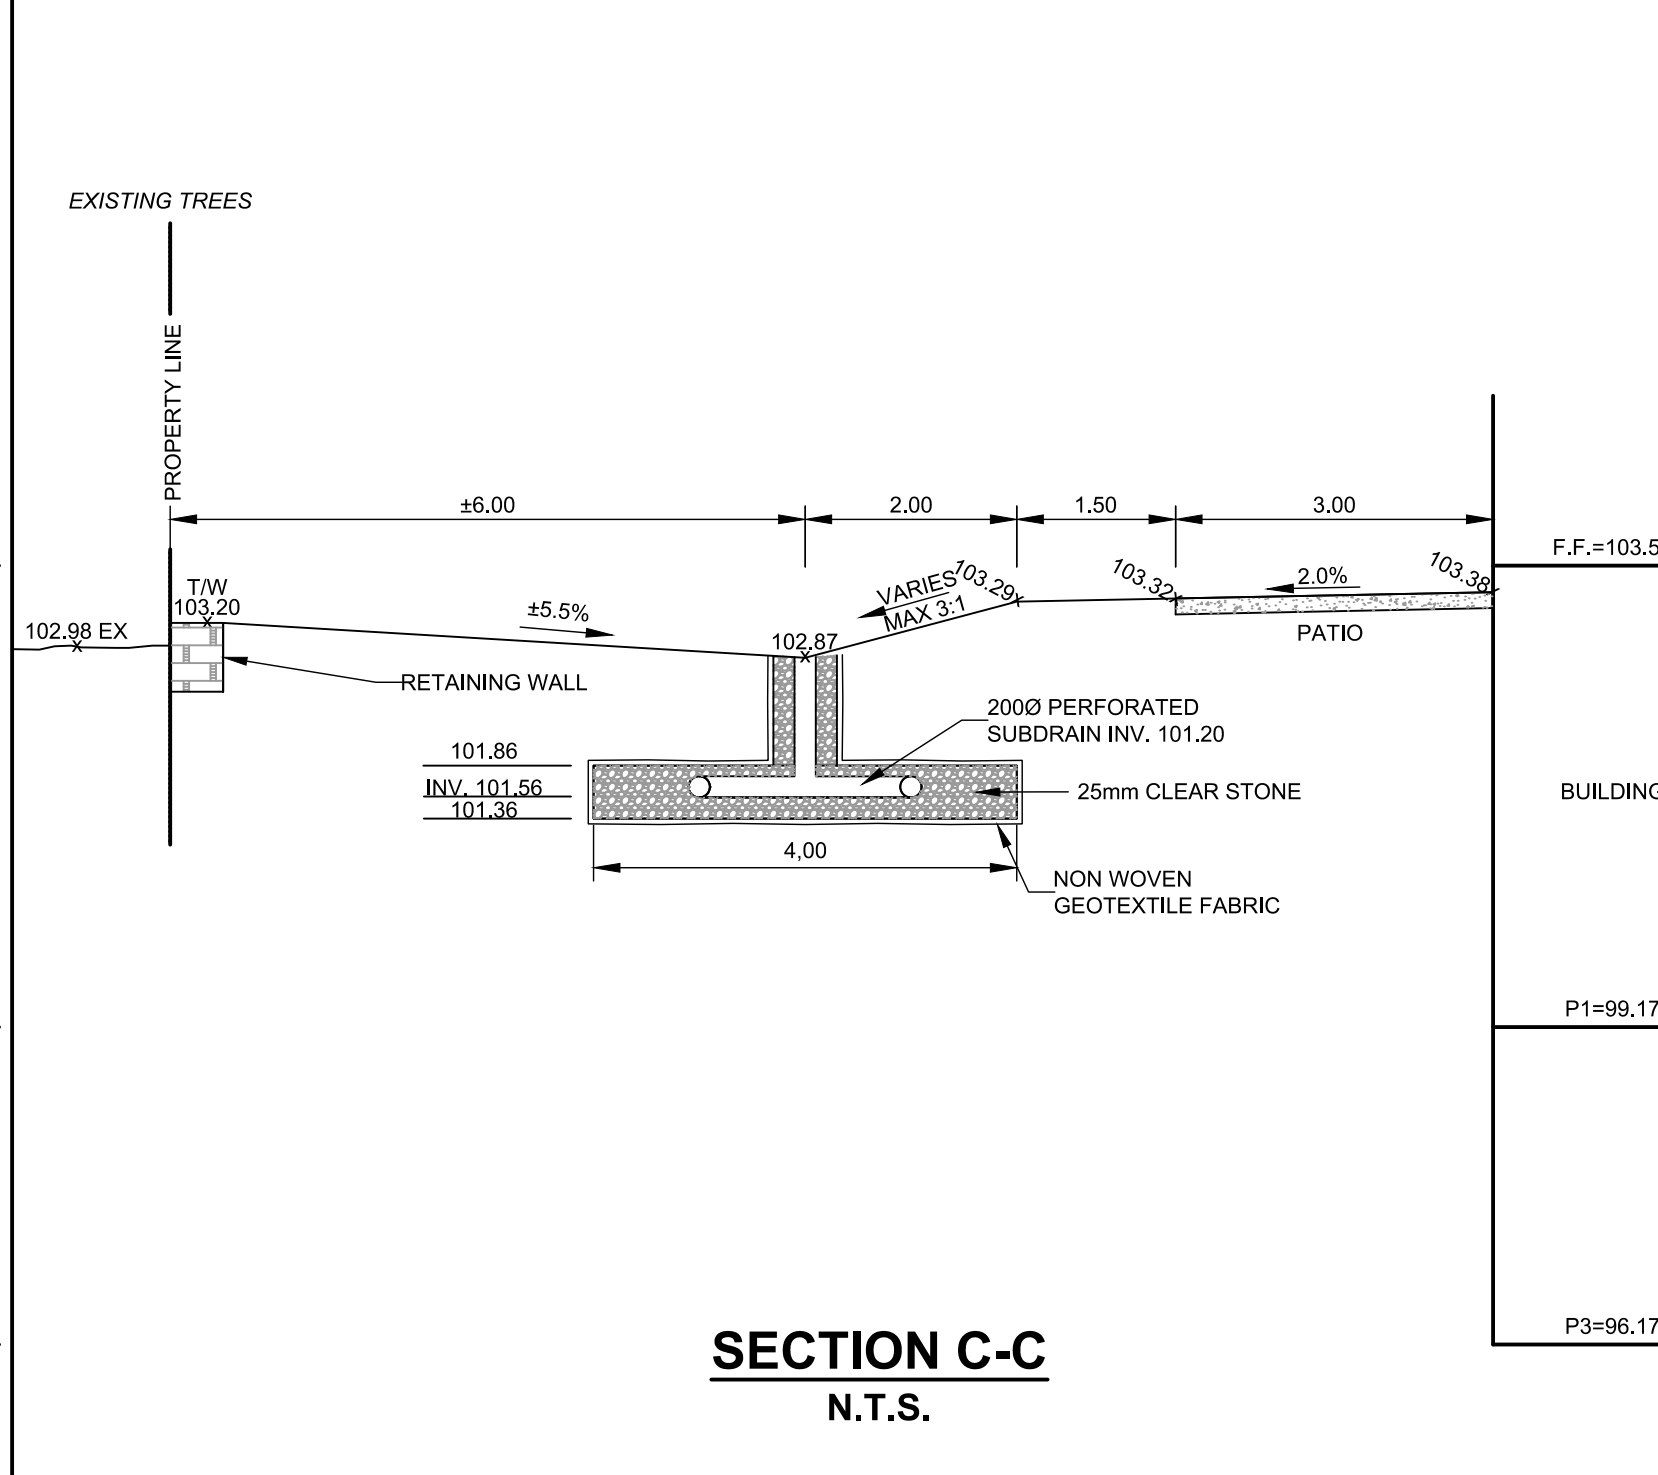 EXISTING TREES
PROPERTY LINE
±6.00
2.00
1.50
3.00
F.F.=103.5
T/W
103.20
102.98 EX
±5.5%
VARIES
MAX 3:1
103.29
103.32
2.0%
103.38
102.87
PATIO
RETAINING WALL
200Ø PERFORATED
SUBDRAIN INV. 101.20
101.86
INV. 101.56
101.36
25mm CLEAR STONE
BUILDING
4,00
NON WOVEN
GEOTEXTILE FABRIC
P1=99.17
P3=96.17
SECTION C-C
N.T.S.